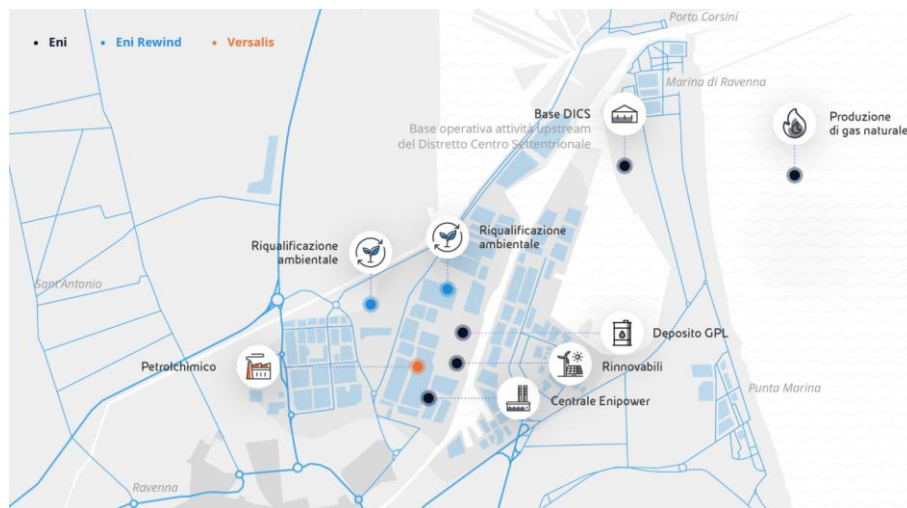 Porto Corsini
Eni
Eni Rewind
Versalis
Marina di Ravenna
Base DICS
Base operativa attività upstream
del Distretto Centro Settentrionale
Produzione
di gas naturale
Riqualificazione
ambientale
Riqualificazione
ambientale
Sant'Antonio
Deposito GPL
Petrolchimico
Rinnovabili
Punta Marina
Centrale Enipower
Ravenna